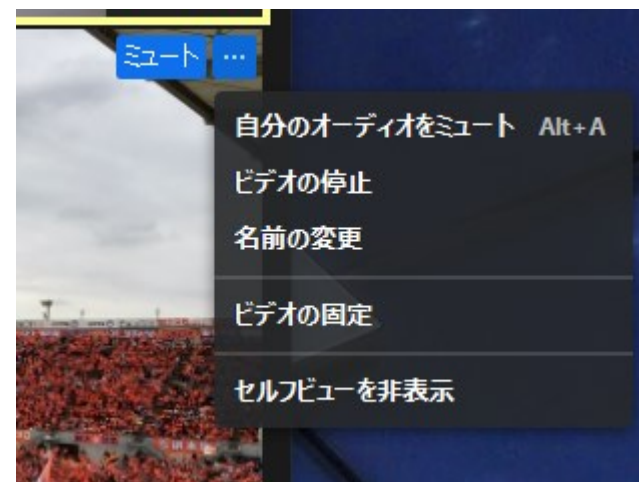 ミュート ...
自分のオーディオをミュート Alt+A
ビデオの停止
名前の変更
ビデオの固定
セルフビューを非表示